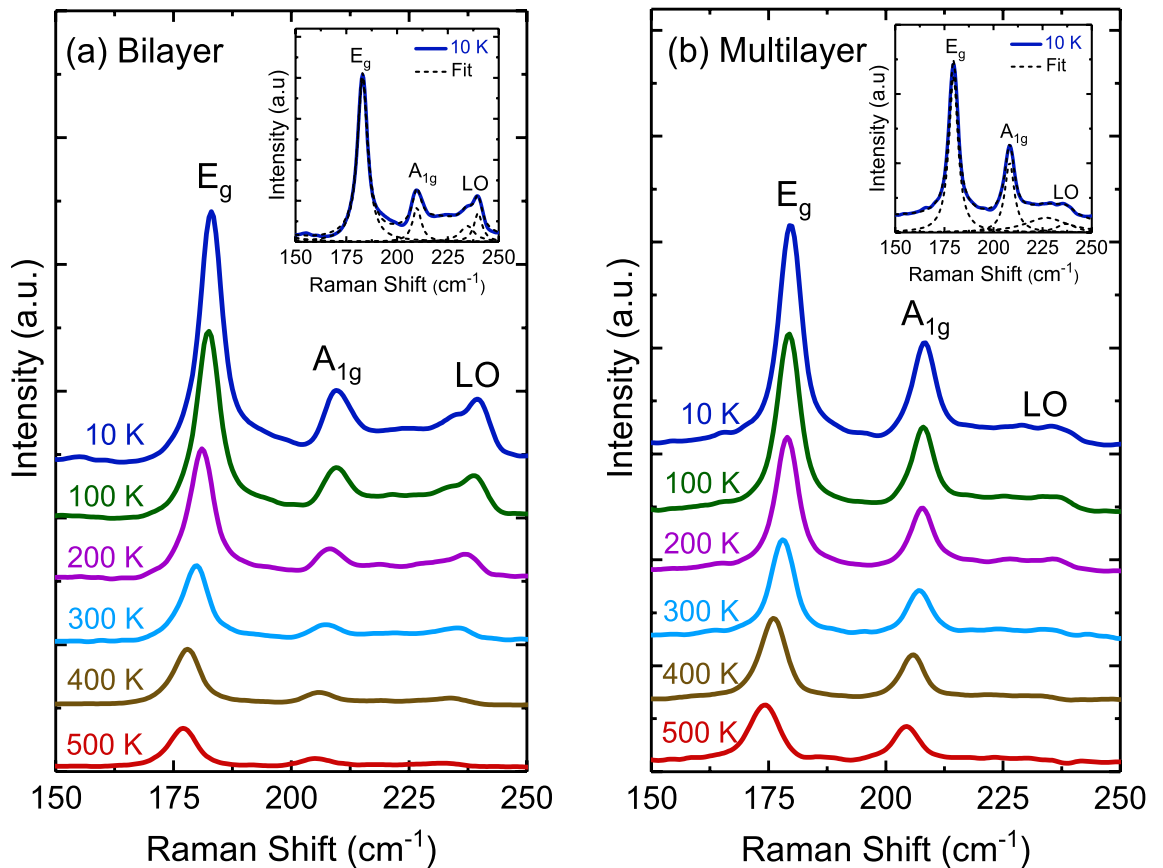 (a) Bilayer
Intensity (a.u.)
E_g
A_1g
LO
10 K
100 K
200 K
300 K
400 K
500 K
150 175 200 225 250
Raman Shift (cm⁻¹)
Intensity (a.u)
E_g
10 K
Fit
A_1g
LO
150 175 200 225 250
Raman Shift (cm⁻¹)
(b) Multilayer
Intensity (a.u.)
E_g
A_1g
LO
10 K
100 K
200 K
300 K
400 K
500 K
150 175 200 225 250
Raman Shift (cm⁻¹)
Intensity (a.u)
E_g
10 K
Fit
A_1g
LO
150 175 200 225 250
Raman Shift (cm⁻¹)